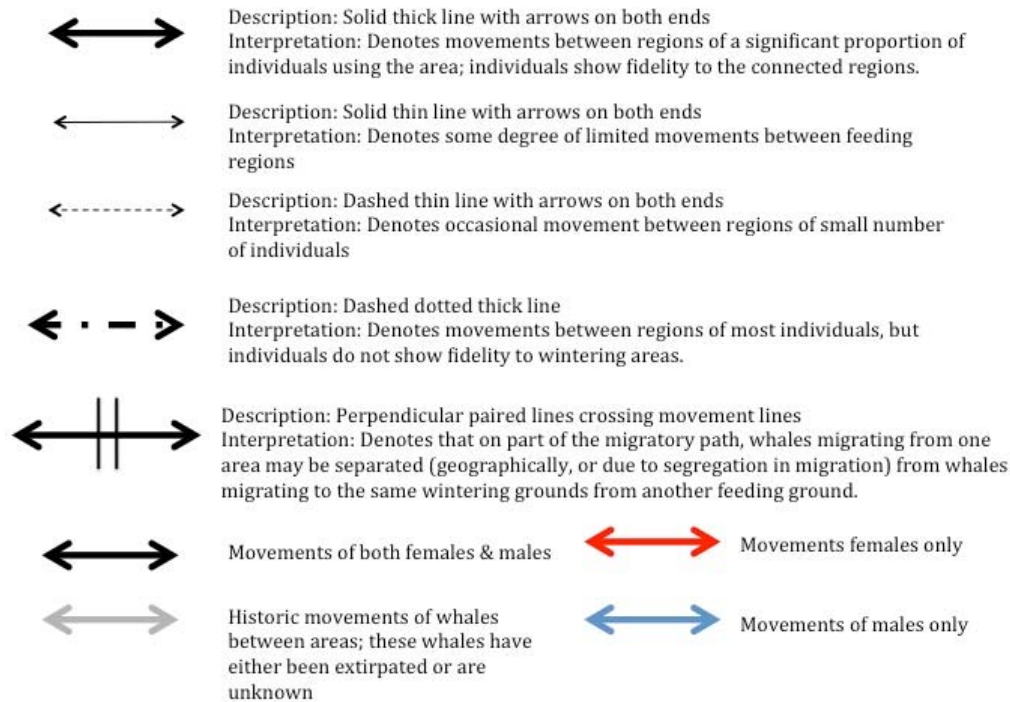 Description: Solid thick line with arrows on both ends
Interpretation: Denotes movements between regions of a significant proportion of
individuals using the area; individuals show fidelity to the connected regions.
Description: Solid thin line with arrows on both ends
Interpretation: Denotes some degree of limited movements between feeding
regions
Description: Dashed thin line with arrows on both ends
Interpretation: Denotes occasional movement between regions of small number
of individuals
Description: Dashed dotted thick line
Interpretation: Denotes movements between regions of most individuals, but
individuals do not show fidelity to wintering areas.
Description: Perpendicular paired lines crossing movement lines
Interpretation: Denotes that on part of the migratory path, whales migrating from one
area may be separated (geographically, or due to segregation in migration) from whales
migrating to the same wintering grounds from another feeding ground.
Movements of both females & males
Movements females only
Historic movements of whales
between areas; these whales have
either been extirpated or are
unknown
Movements of males only